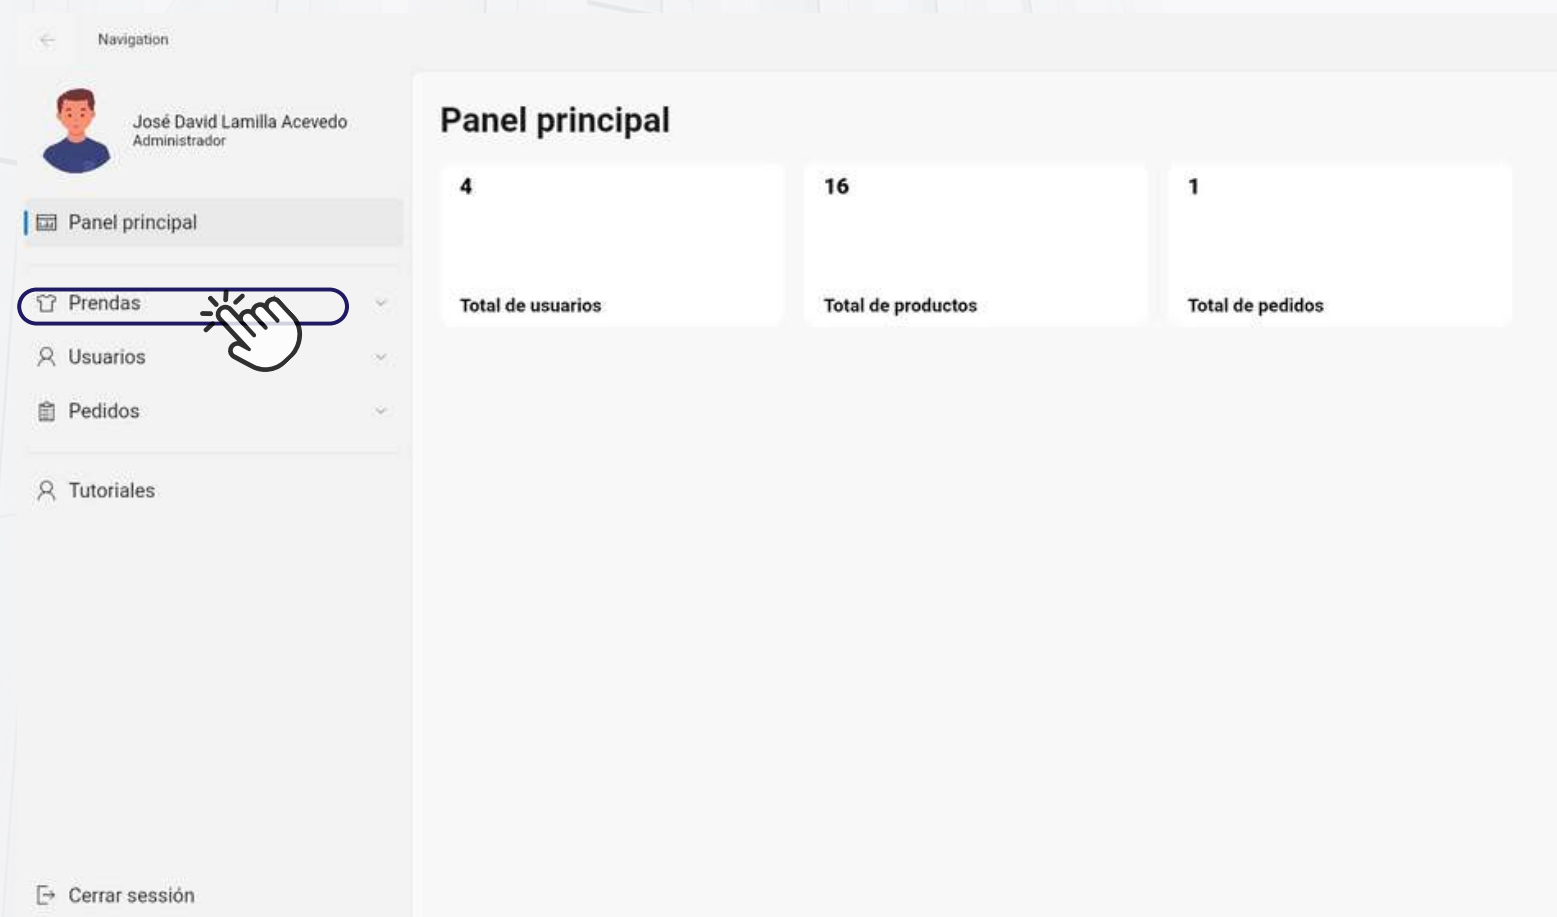 Navigation
José David Lamilla Acevedo
Administrador
Panel principal
Prendas
Usuarios
Pedidos
Tutoriales
Cerrar sessión
Panel principal
4
Total de usuarios
16
Total de productos
1
Total de pedidos